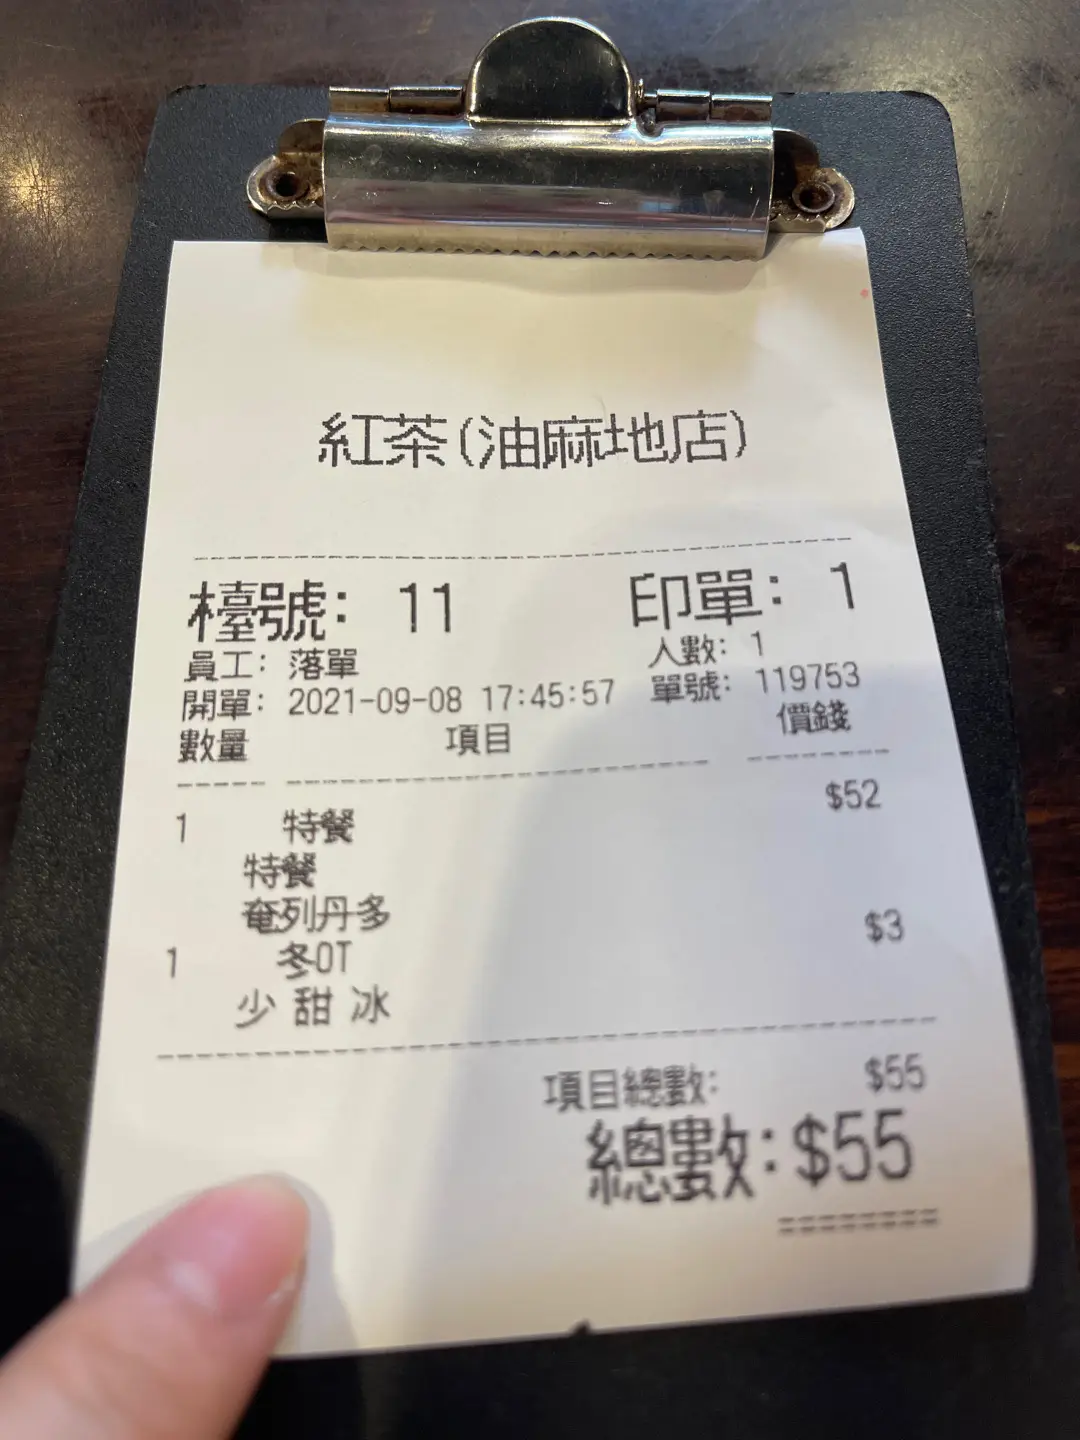 紅茶(油麻地店)
檯號: 11 印單: 1
員工: 落單 人數: 1
開單: 2021-09-08 17:45:57 單號: 119753
數量 項目 價錢
1 特餐 $52
特餐
奄列丹多
1 冬OT $3
少 甜 冰
項目總數: $55
總數: $55
========